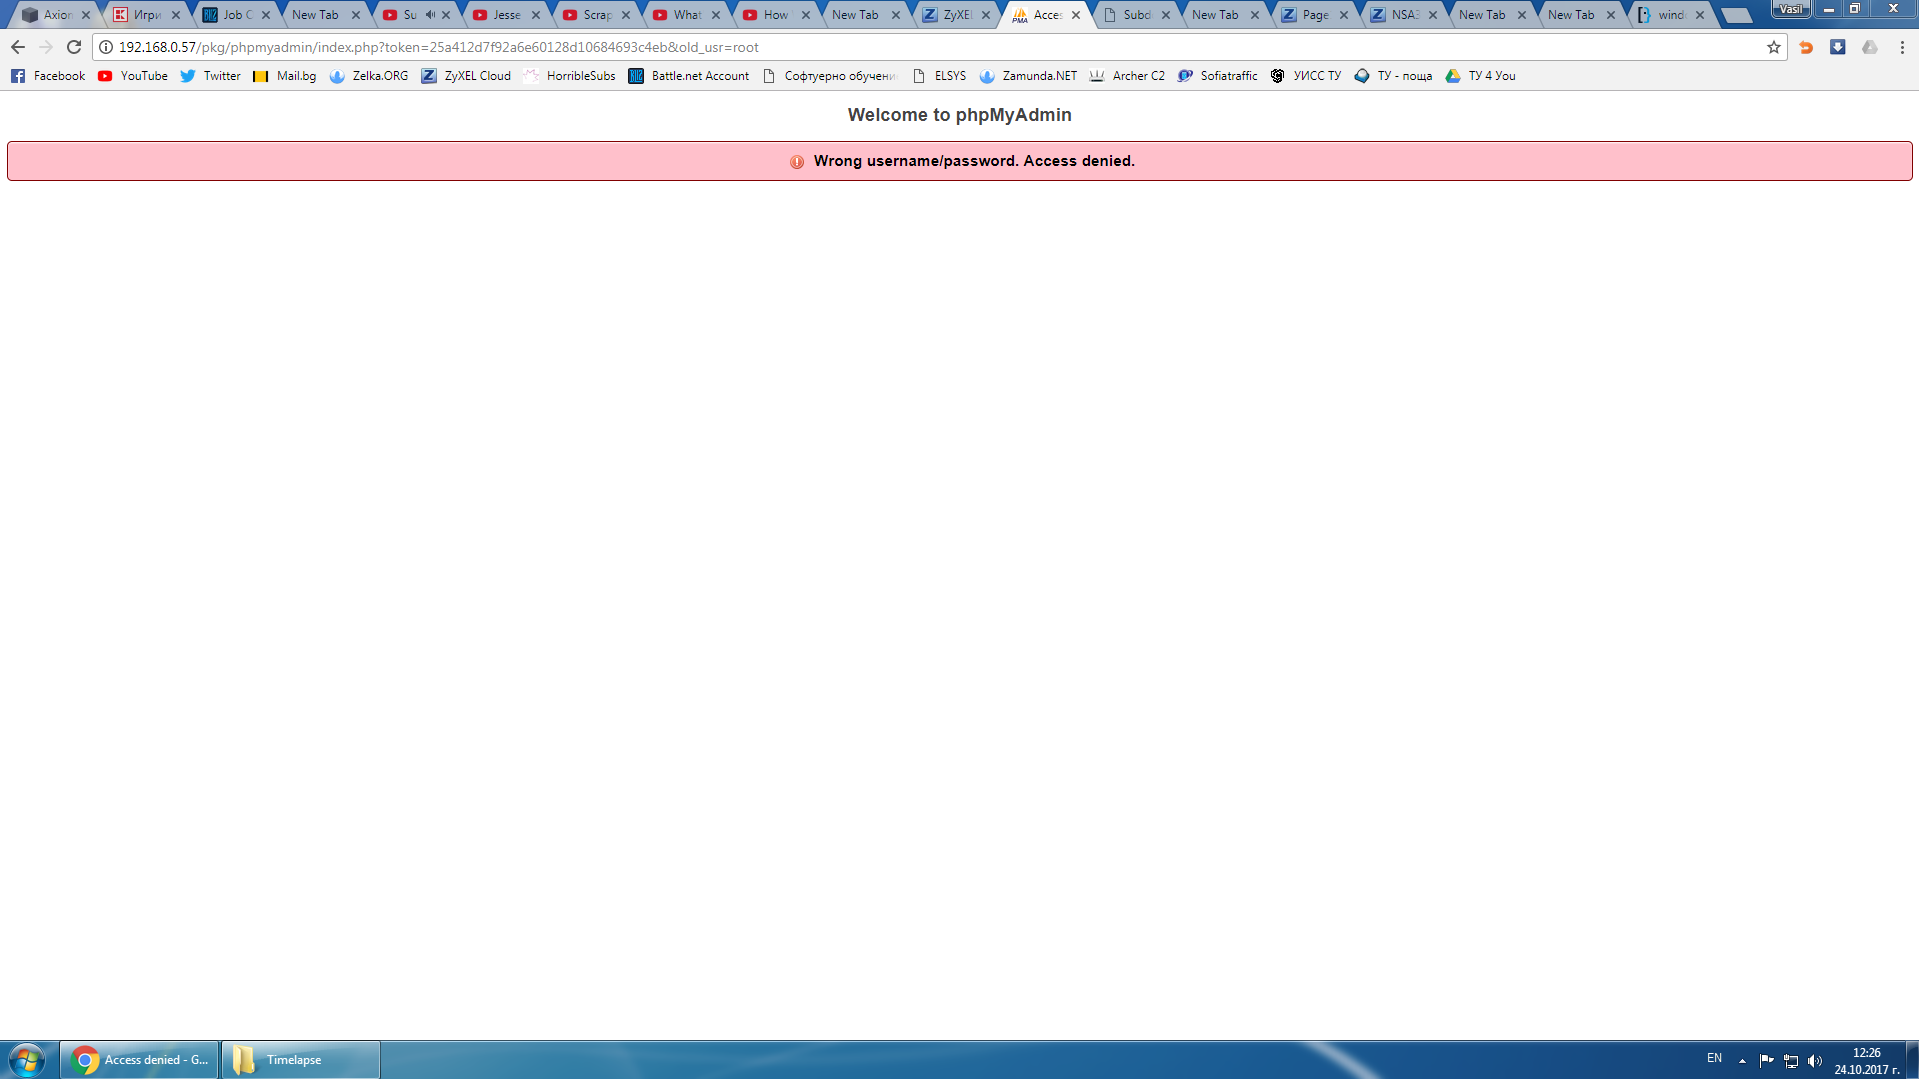 Axion Игри Job C New Tab Su Jesse Scrap What How New Tab ZyXEL Acces Subd New Tab Page NSA3 New Tab New Tab wind Vasil
192.168.0.57/pkg/phpmyadmin/index.php?token=25a412d7f92a6e60128d10684693c4eb&old_usr=root
Facebook YouTube Twitter Mail.bg Zelka.ORG ZyXEL Cloud HorribleSubs Battle.net Account Софтуерно обучени ELSYS Zamunda.NET Archer C2 Sofiatraffic УИСС ТУ ТУ - поща ТУ 4 You
Welcome to phpMyAdmin
Wrong username/password. Access denied.
Access denied - G...
Timelapse
EN
12:26
24.10.2017 г.